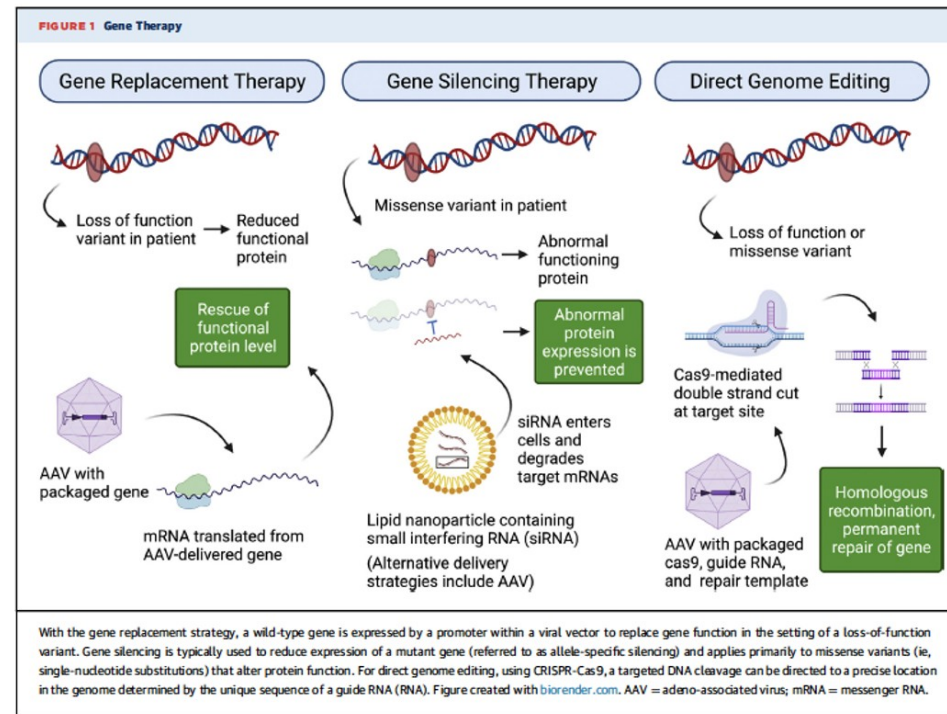 FIGURE 1 Gene Therapy
Gene Replacement Therapy
Loss of function
variant in patient
Reduced
functional
protein
Rescue of
functional
protein level
AAV with
packaged gene
mRNA translated from
AAV-delivered gene
Gene Silencing Therapy
Missense variant in patient
Abnormal
functioning
protein
Abnormal
protein
expression is
prevented
siRNA enters
cells and
degrades
target mRNAs
Lipid nanoparticle containing
small interfering RNA (siRNA)
(Alternative delivery
strategies include AAV)
Direct Genome Editing
Loss of function or
missense variant
Cas9-mediated
double strand cut
at target site
AAV with packaged
cas9, guide RNA,
and repair template
Homologous
recombination,
permanent
repair of gene
With the gene replacement strategy, a wild-type gene is expressed by a promoter within a viral vector to replace gene function in the setting of a loss-of-function
variant. Gene silencing is typically used to reduce expression of a mutant gene (referred to as allele-specific silencing) and applies primarily to missense variants (ie,
single-nucleotide substitutions) that alter protein function. For direct genome editing, using CRISPR-Cas9, a targeted DNA cleavage can be directed to a precise location
in the genome determined by the unique sequence of a guide RNA (RNA). Figure created with biorender.com. AAV = adeno-associated virus; mRNA = messenger RNA.